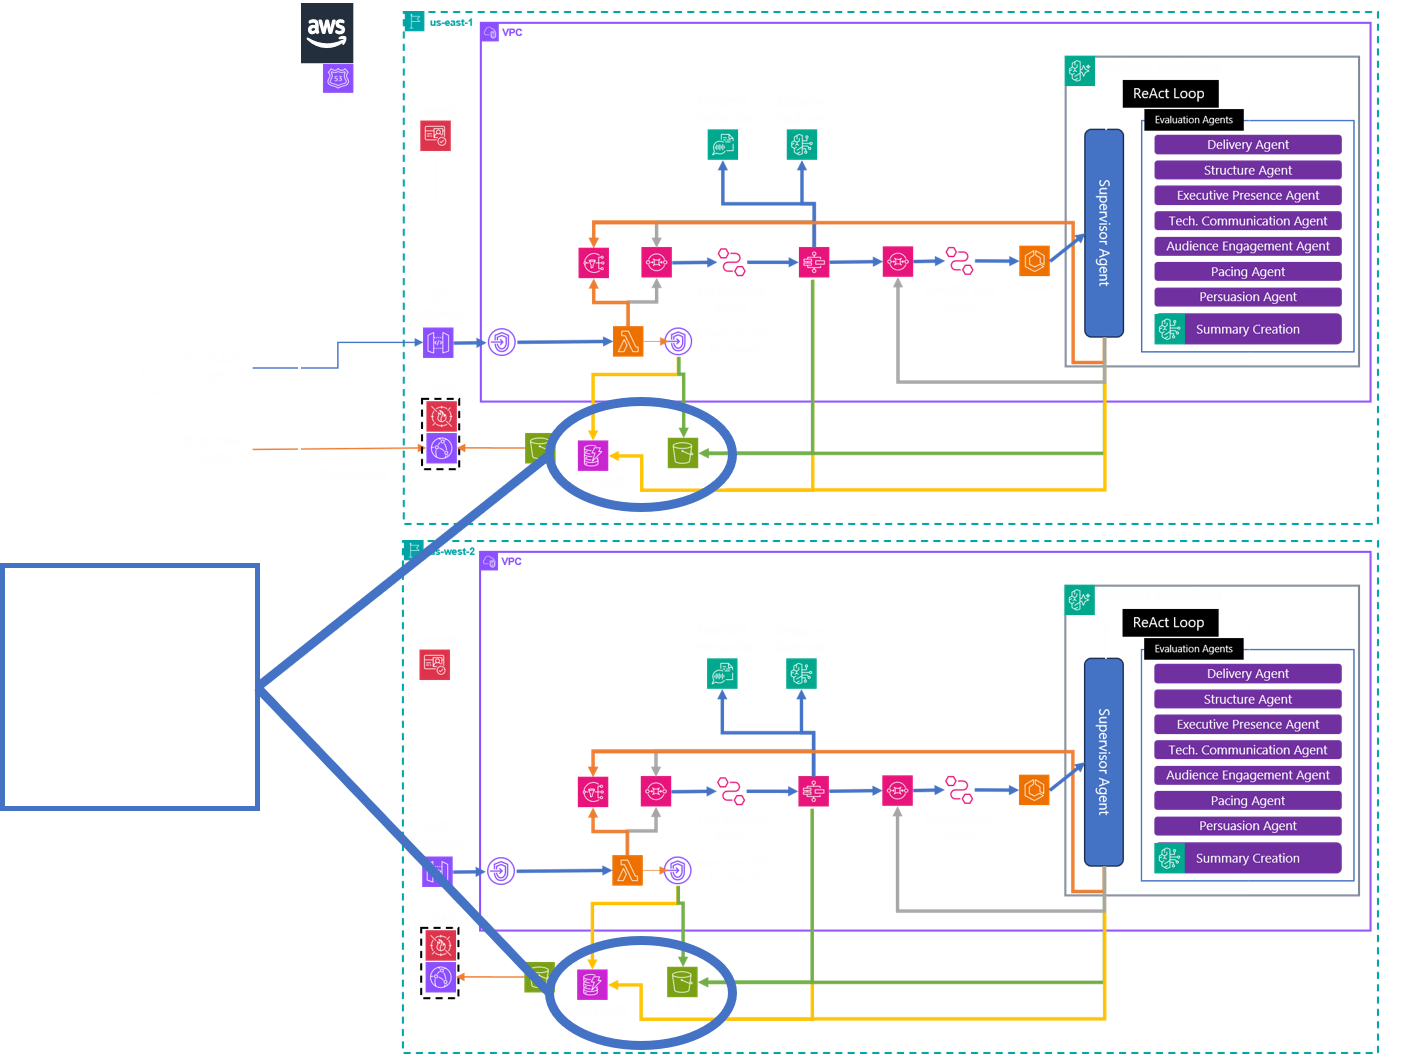 aws
53
us-east-1
VPC
ReAct Loop
Evaluation Agents
Supervisor Agent
Delivery Agent
Structure Agent
Executive Presence Agent
Tech. Communication Agent
Audience Engagement Agent
Pacing Agent
Persuasion Agent
Summary Creation
s-west-2
VPC
ReAct Loop
Evaluation Agents
Supervisor Agent
Delivery Agent
Structure Agent
Executive Presence Agent
Tech. Communication Agent
Audience Engagement Agent
Pacing Agent
Persuasion Agent
Summary Creation